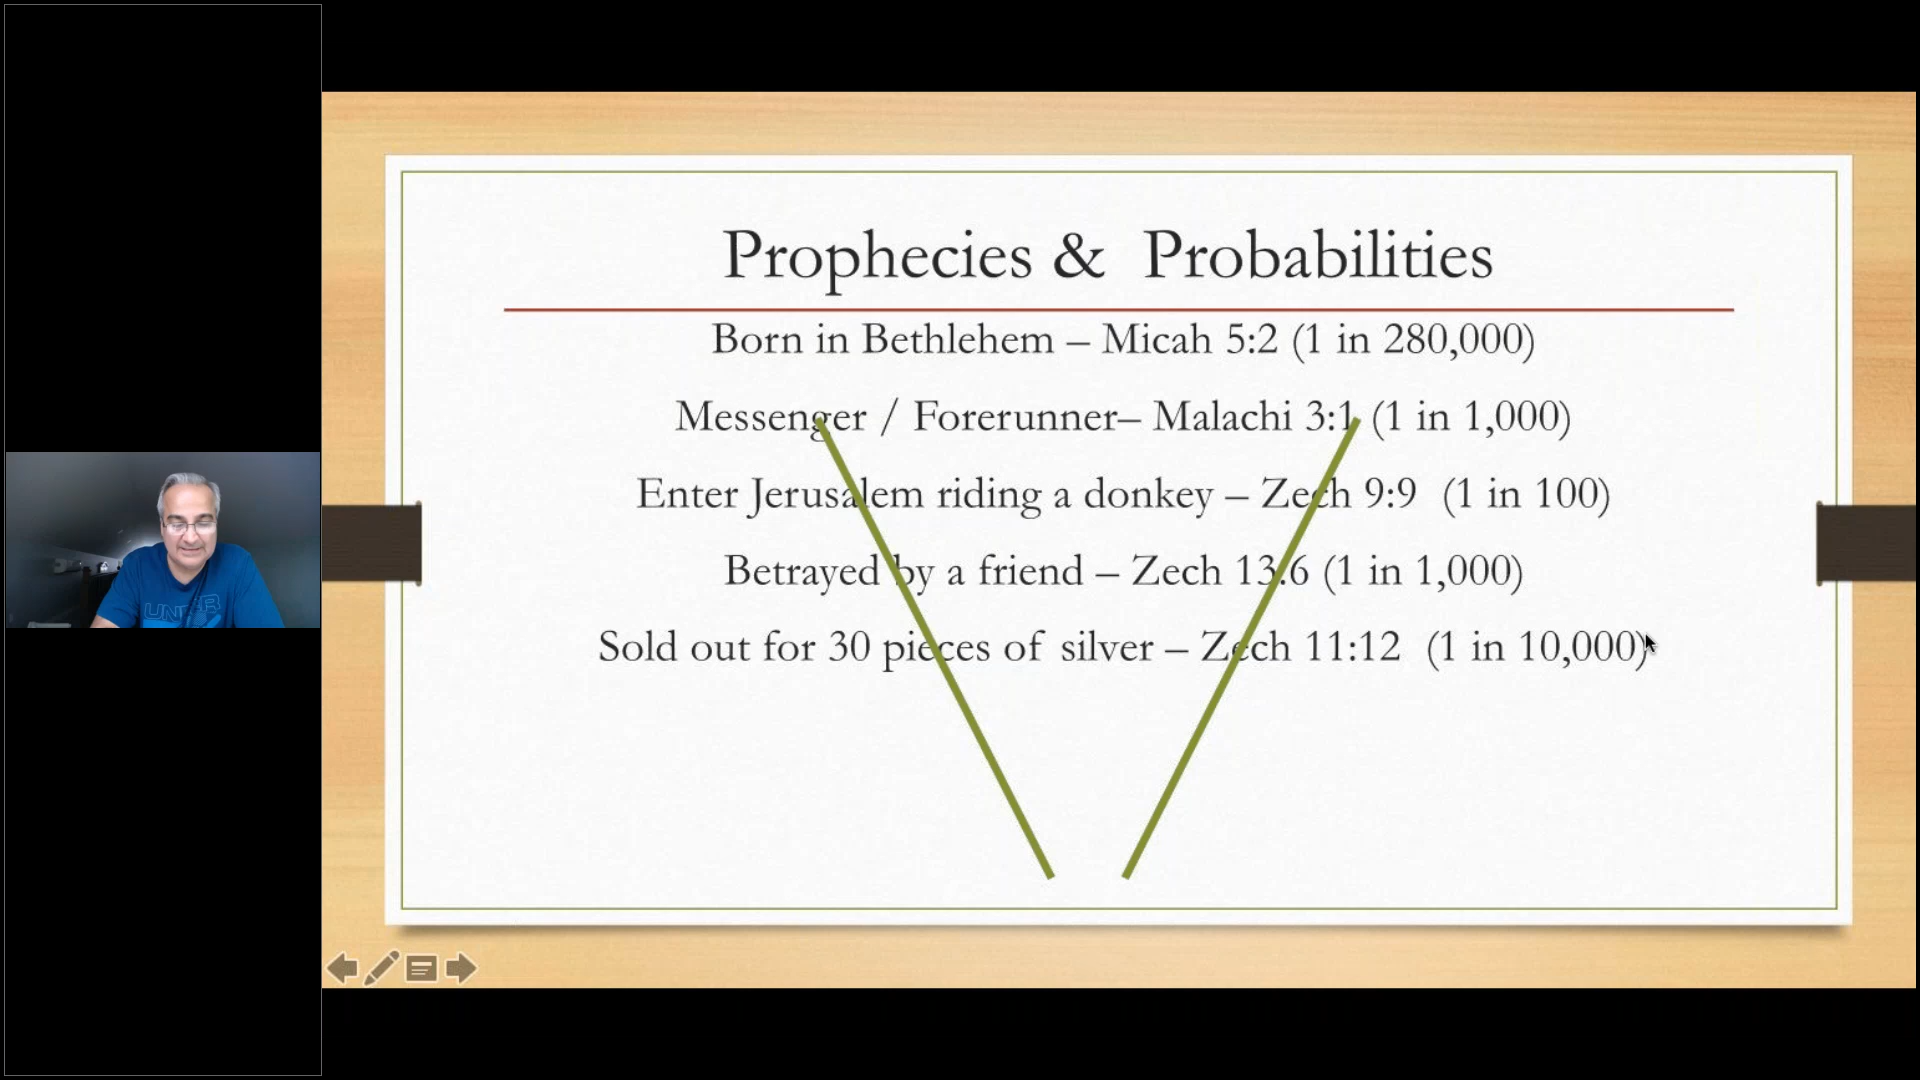 Prophecies & Probabilities
Born in Bethlehem – Micah 5:2 (1 in 280,000)
Messenger / Forerunner– Malachi 3:1 (1 in 1,000)
Enter Jerusalem riding a donkey – Zech 9:9 (1 in 100)
Betrayed by a friend – Zech 13:6 (1 in 1,000)
Sold out for 30 pieces of silver – Zech 11:12 (1 in 10,000)
UNDER